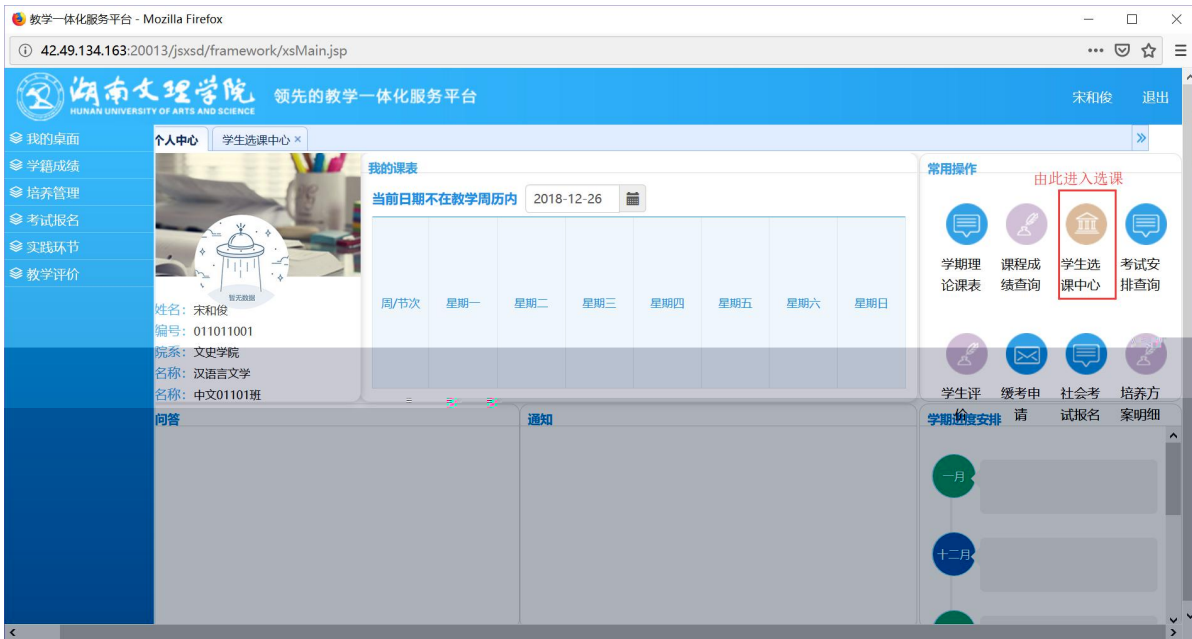 教学一体化服务平台 - Mozilla Firefox
42.49.134.163:20013/jsxsd/framework/xsMain.jsp
湖南文理学院
HUNAN UNIVERSITY OF ARTS AND SCIENCE
领先的教学一体化服务平台
宋和俊 退出
我的桌面
学籍成绩
培养管理
考试报名
实践环节
教学评价
个人中心 学生选课中心 ×
暂无数据
姓名：宋和俊
编号：011011001
院系：文史学院
名称：汉语言文学
名称：中文01101班
我的课表
当前日期不在教学周历内 2018-12-26
周/节次 星期一 星期二 星期三 星期四 星期五 星期六 星期日
常用操作
由此进入选课
学期理论课表
课程成绩查询
学生选课中心
考试安排查询
学生评价
缓考申请
社会考试报名
培养方案明细
问答
通知
学期进度安排
一月
十二月